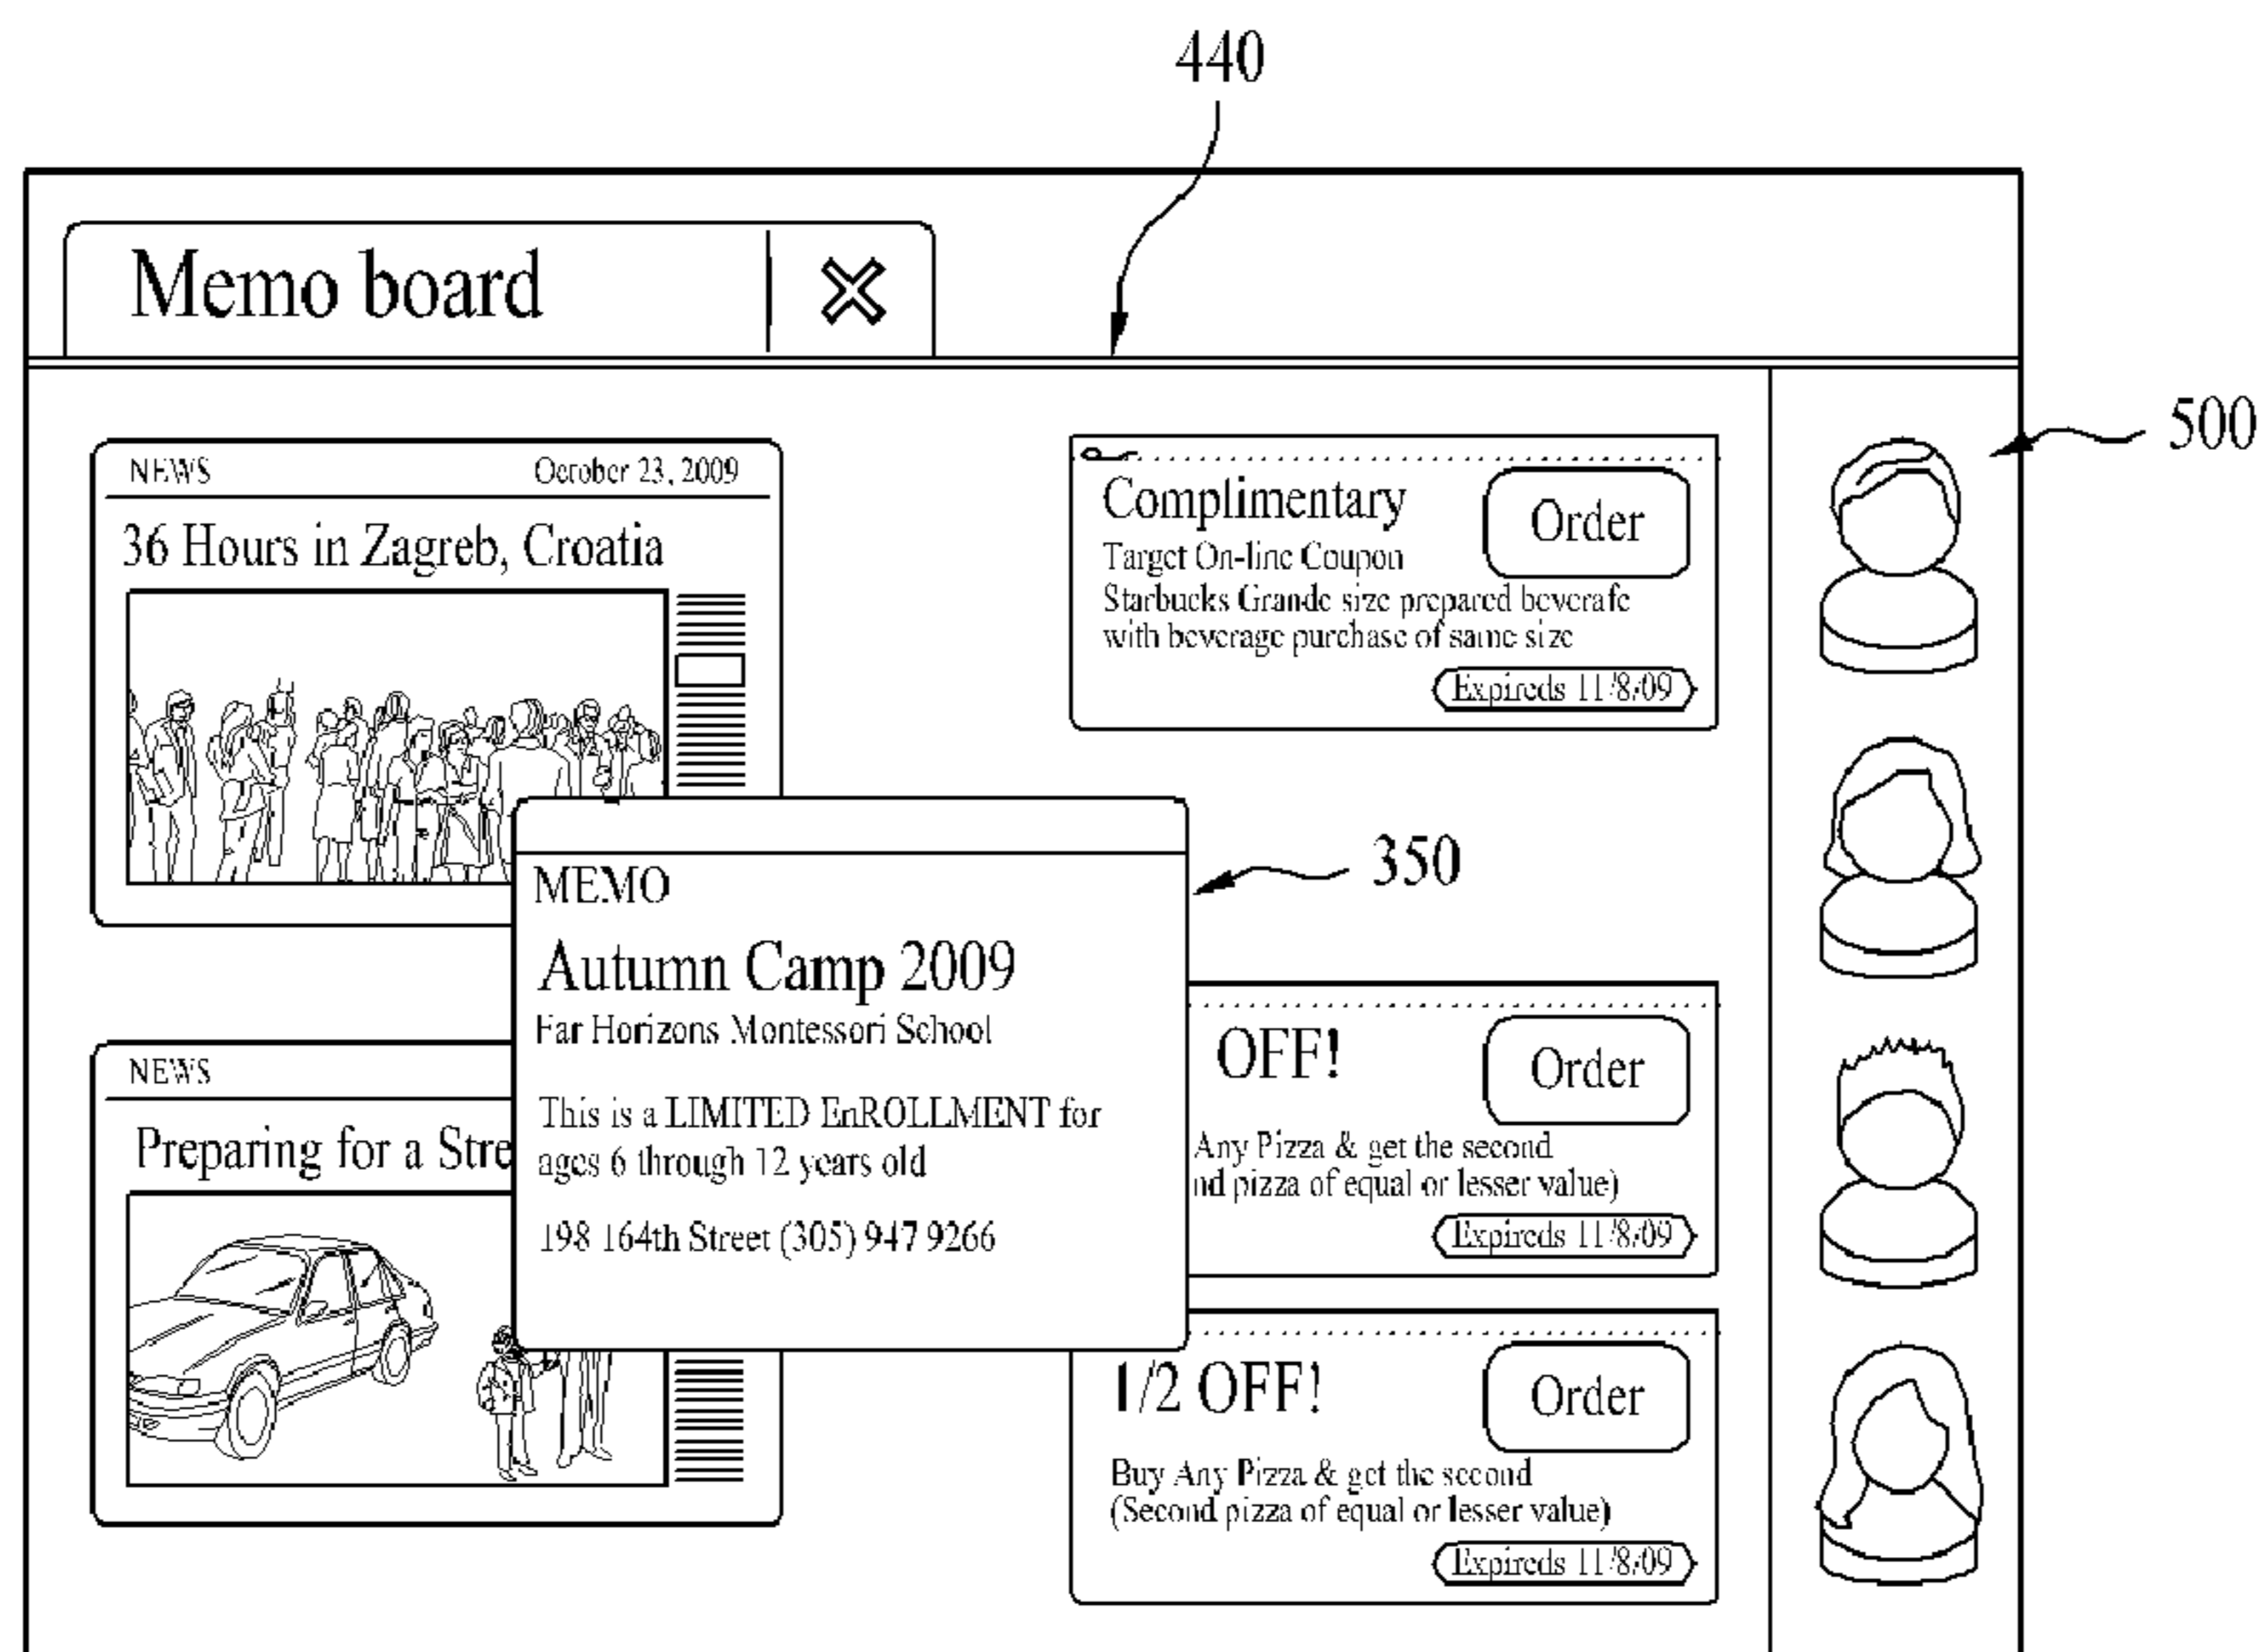 440
Memo board
500
NEWS October 23, 2009
36 Hours in Zagreb, Croatia
Complimentary
Order
Target On-line Coupon
Starbucks Grande size prepared beverafe
with beverage purchase of same size
Expireds 11/8/09
350
MEMO
Autumn Camp 2009
Far Horizons Montessori School
This is a LIMITED EnROLLMENT for
ages 6 through 12 years old
198 164th Street (305) 947 9266
NEWS
Preparing for a Stre
OFF!
Order
Any Pizza & get the second
nd pizza of equal or lesser value)
Expireds 11/8/09
1/2 OFF!
Order
Buy Any Pizza & get the second
(Second pizza of equal or lesser value)
Expireds 11/8/09